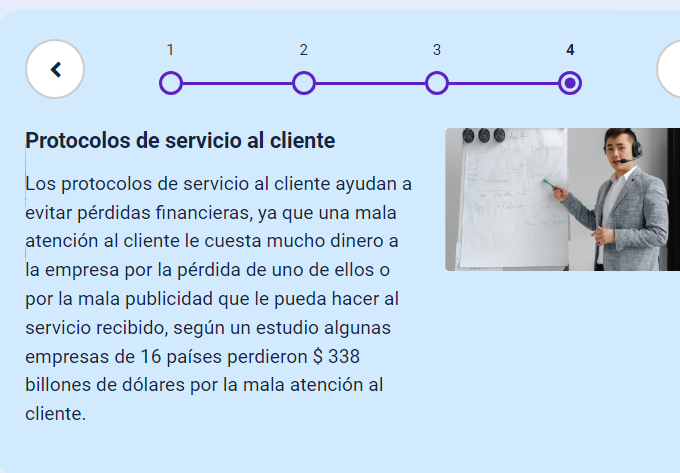 1 2 3 4
Protocolos de servicio al cliente
Los protocolos de servicio al cliente ayudan a
evitar pérdidas financieras, ya que una mala
atención al cliente le cuesta mucho dinero a
la empresa por la pérdida de uno de ellos o
por la mala publicidad que le pueda hacer al
servicio recibido, según un estudio algunas
empresas de 16 países perdieron $ 338
billones de dólares por la mala atención al
cliente.